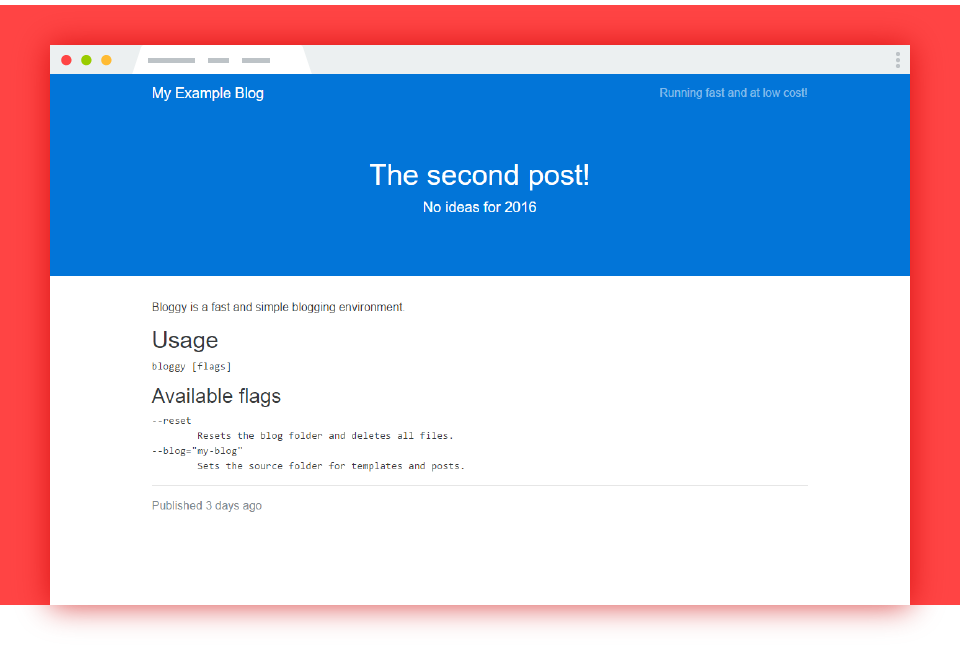 My Example Blog
Running fast and at low cost!
The second post!
No ideas for 2016
Bloggy is a fast and simple blogging environment.
Usage
bloggy [flags]
Available flags
--reset
Resets the blog folder and deletes all files.
--blog="my-blog"
Sets the source folder for templates and posts.
Published 3 days ago